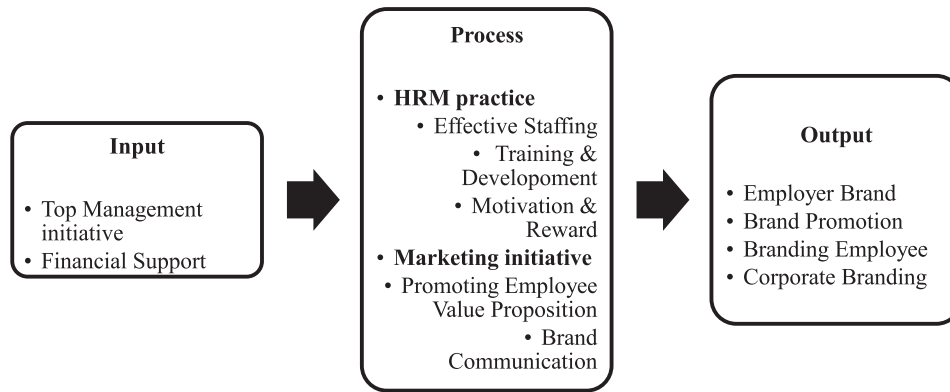 Input
• Top Management
initiative
• Financial Support
Process
• HRM practice
• Effective Staffing
• Training &
Developoment
• Motivation &
Reward
• Marketing initiative
• Promoting Employee
Value Proposition
• Brand
Communication
Output
• Employer Brand
• Brand Promotion
• Branding Employee
• Corporate Branding